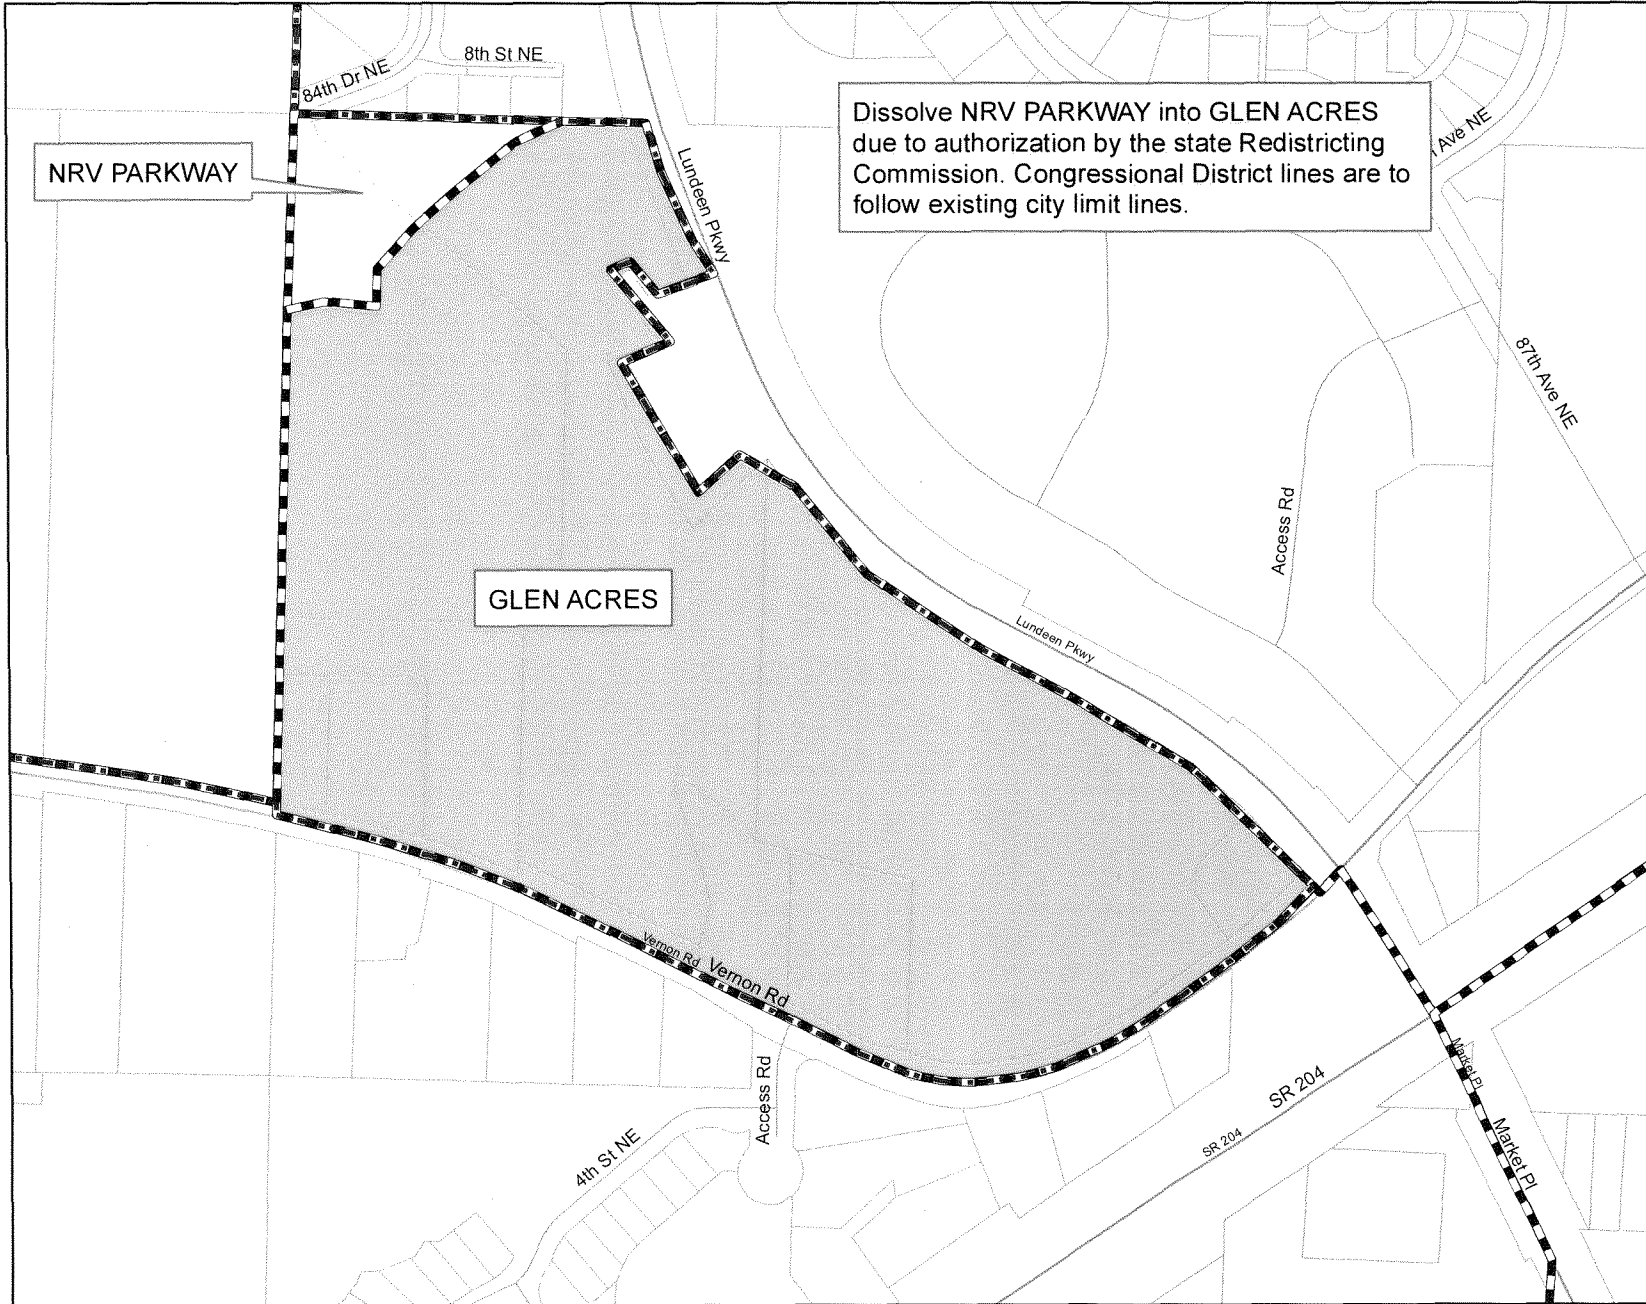 8th St NE
84th Dr NE
Dissolve NRV PARKWAY into GLEN ACRES
due to authorization by the state Redistricting
Commission. Congressional District lines are to
follow existing city limit lines.
Ave NE
NRV PARKWAY
Lundeen Pkwy
87th Ave NE
Access Rd
GLEN ACRES
Lundeen Pkwy
Vernon Rd
Vernon Rd
Access Rd
4th St NE
SR 204
SR 204
Market Pl
Market Pl